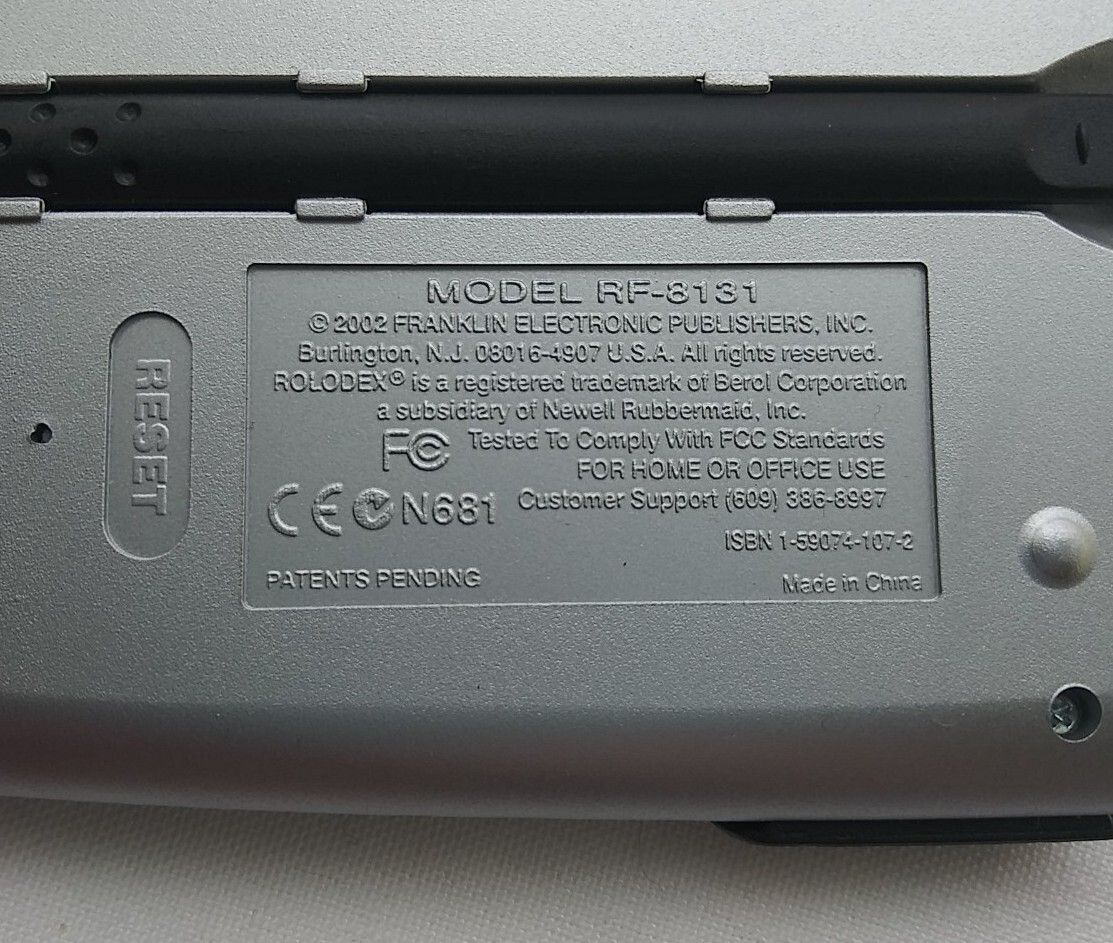 MODEL RF-8131
© 2002 FRANKLIN ELECTRONIC PUBLISHERS, INC.
Burlington, N.J. 08016-4907 U.S.A. All rights reserved.
ROLODEX® is a registered trademark of Berol Corporation
a subsidiary of Newell Rubbermaid, Inc.
FC Tested To Comply With FCC Standards
FOR HOME OR OFFICE USE
CE N681 Customer Support (609) 386-8997
ISBN 1-59074-107-2
PATENTS PENDING Made in China
RESET